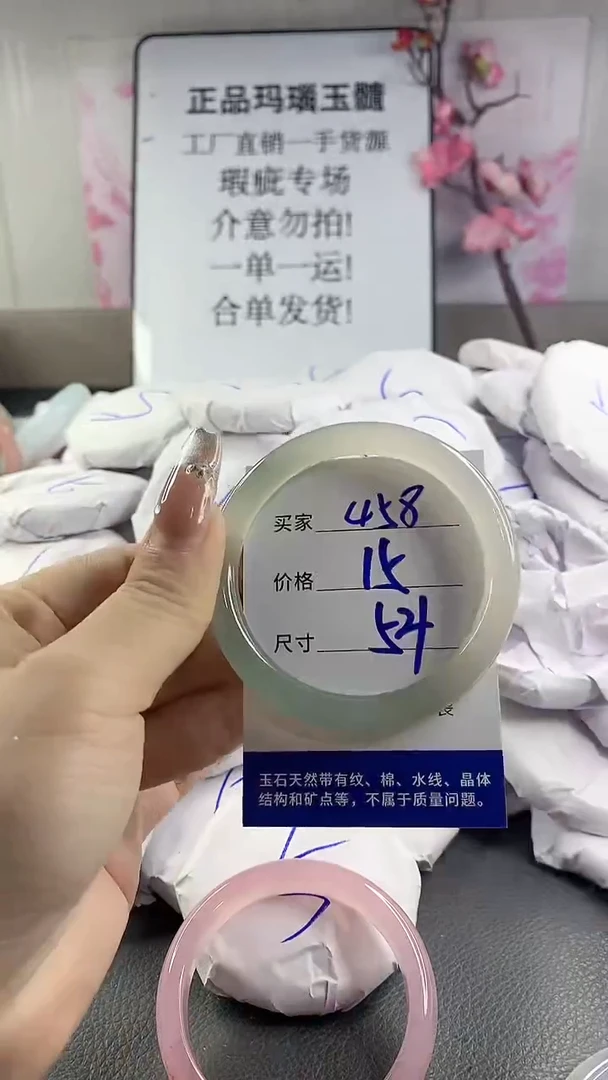 正品玛瑙玉髓
工厂直销一手货源
瑕疵专场
介意勿拍!
一单一运!
合单发货!
买家 458
价格 15
尺寸 54
玉石天然带有纹、棉、水线、晶体
结构和矿点等，不属于质量问题。